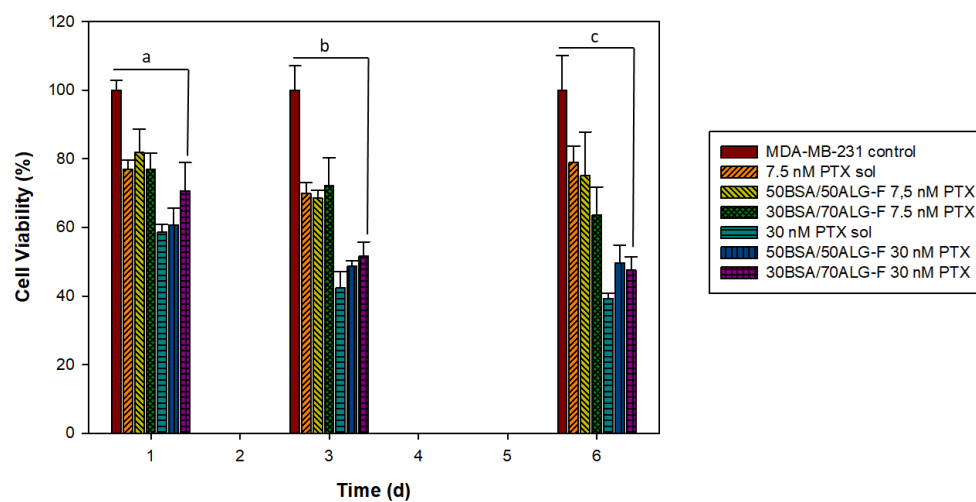 120
100
80
60
40
20
0
Cell Viability (%)
a
b
c
1
2
3
4
5
6
Time (d)
MDA-MB-231 control
7.5 nM PTX sol
50BSA/50ALG-F 7,5 nM PTX
30BSA/70ALG-F 7.5 nM PTX
30 nM PTX sol
50BSA/50ALG-F 30 nM PTX
30BSA/70ALG-F 30 nM PTX